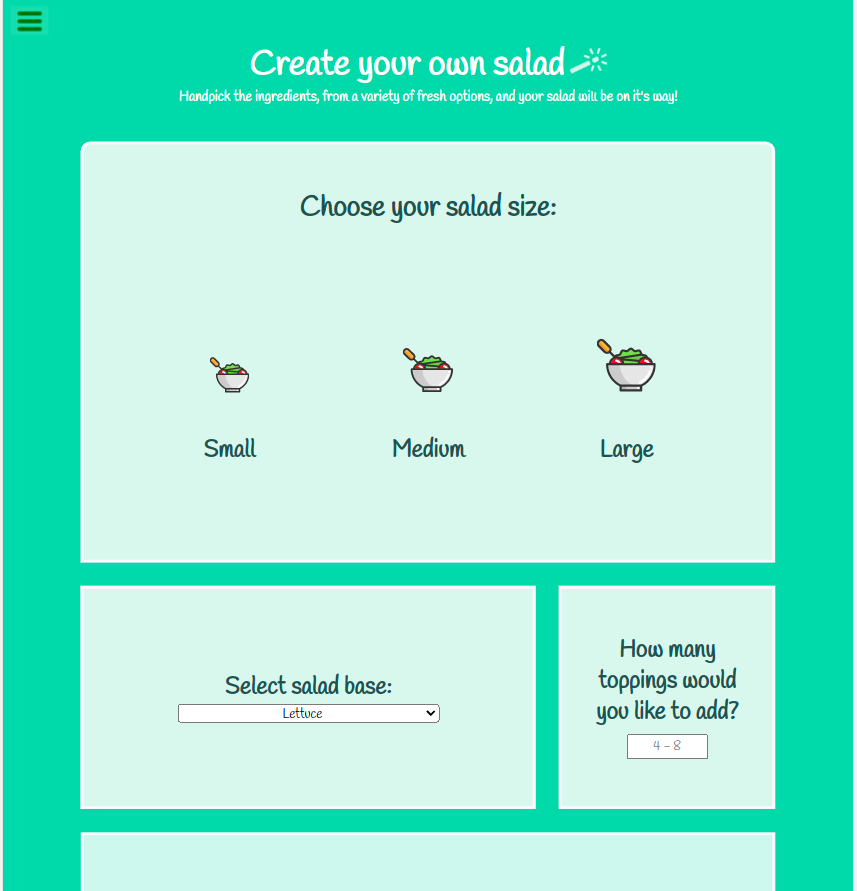 Create your own salad
Handpick the ingredients, from a variety of fresh options, and your salad will be on it's way!
Choose your salad size:
Small
Medium
Large
Select salad base:
Lettuce
How many
toppings would
you like to add?
4 - 8